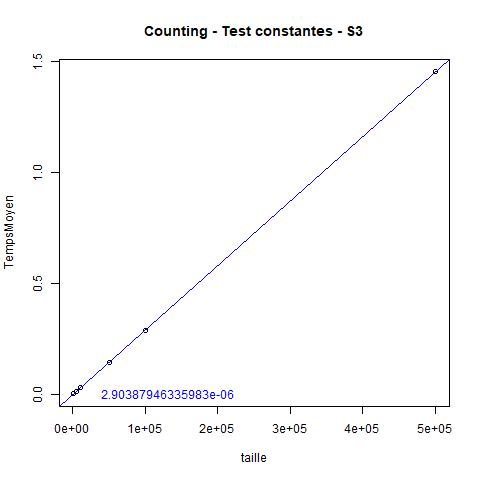 Counting - Test constantes - S3
TempsMoyen
1.5
1.0
0.5
0.0
2.90387946335983e-06
0e+00 1e+05 2e+05 3e+05 4e+05 5e+05
taille